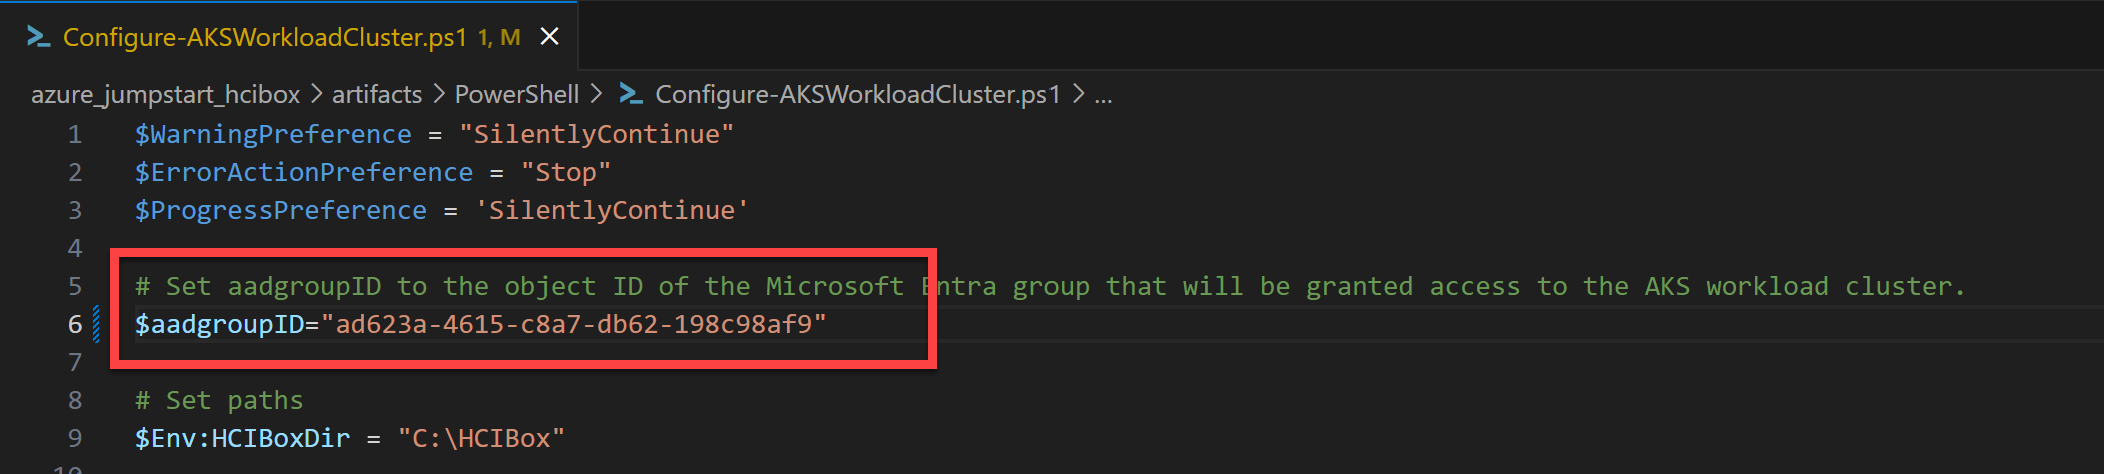 Configure-AKSWorkloadCluster.ps1 1, M
azure_jumpstart_hcibox > artifacts > PowerShell > Configure-AKSWorkloadCluster.ps1 > ...
1 $WarningPreference = "SilentlyContinue"
2 $ErrorActionPreference = "Stop"
3 $ProgressPreference = 'SilentlyContinue'
4
5 # Set aadgroupID to the object ID of the Microsoft Entra group that will be granted access to the AKS workload cluster.
6 $aadgroupID="ad623a-4615-c8a7-db62-198c98af9"
7
8 # Set paths
9 $Env:HCIBoxDir = "C:\HCIBox"
10